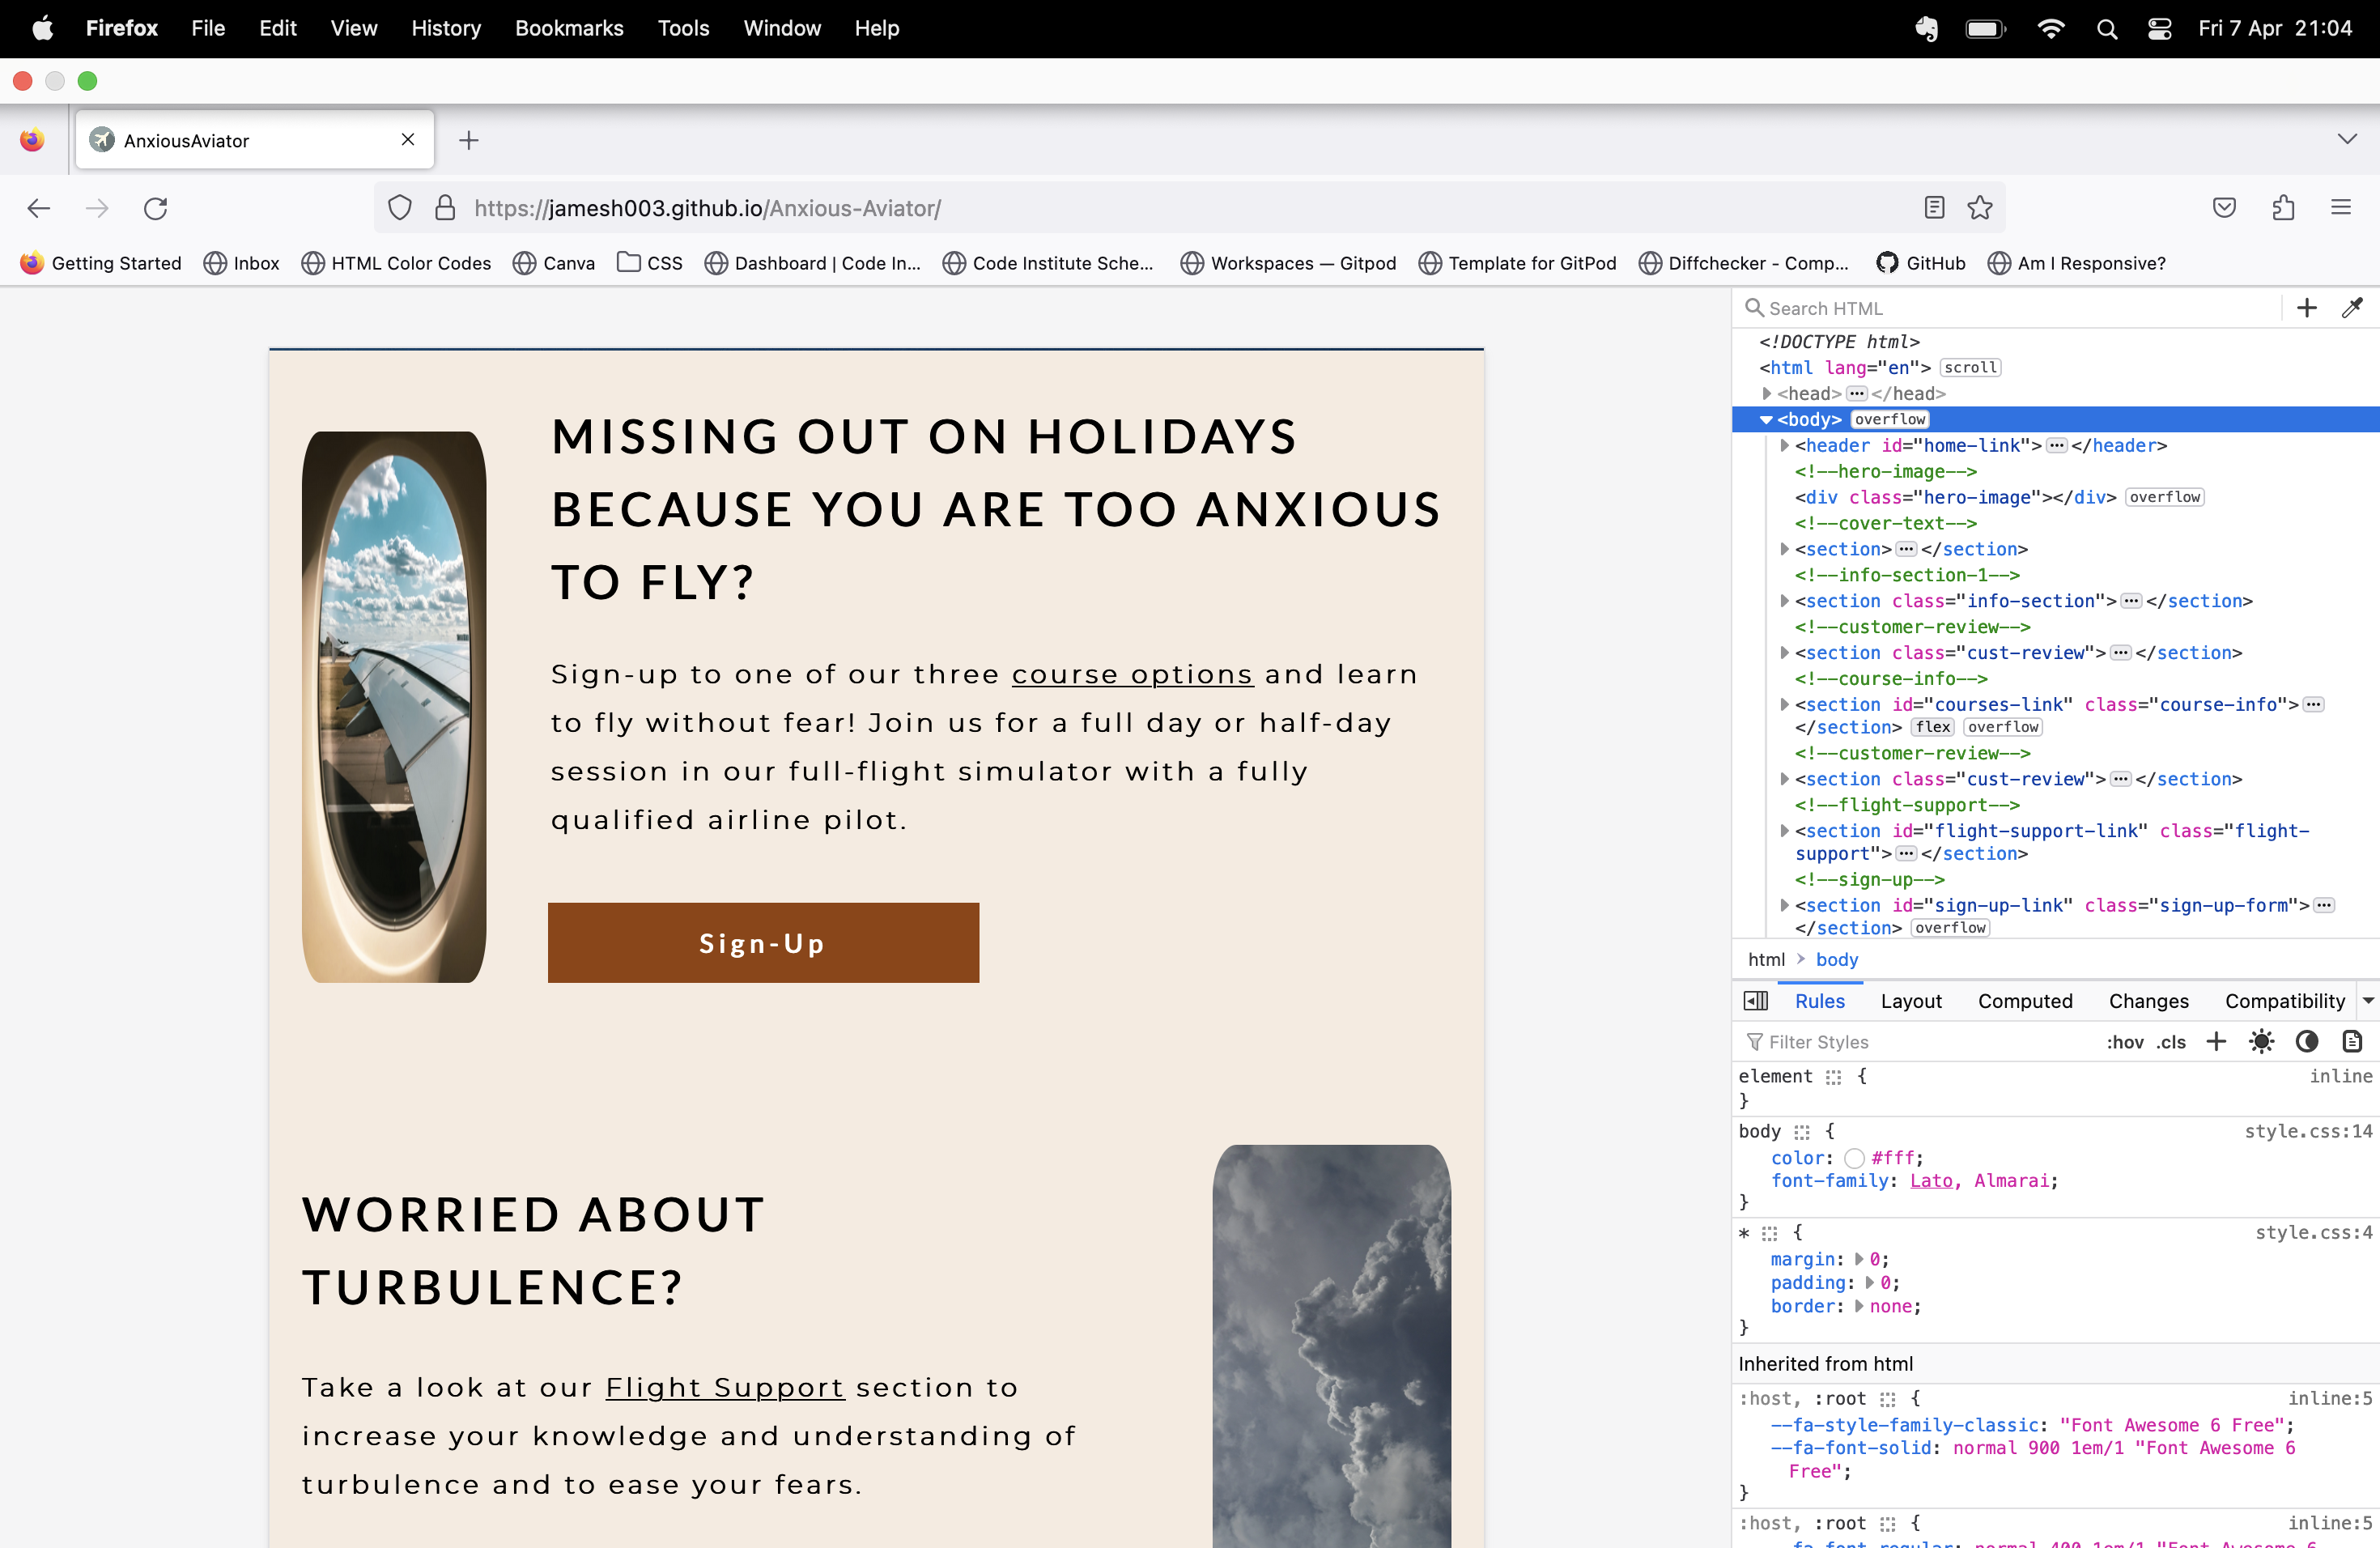 Firefox File Edit View History Bookmarks Tools Window Help Fri 7 Apr 21:04
AnxiousAviator
https://jamesh003.github.io/Anxious-Aviator/
Getting Started Inbox HTML Color Codes Canva CSS Dashboard | Code In... Code Institute Sche... Workspaces — Gitpod Template for GitPod Diffchecker - Comp... GitHub Am I Responsive?
MISSING OUT ON HOLIDAYS
BECAUSE YOU ARE TOO ANXIOUS
TO FLY?
Sign-up to one of our three course options and learn
to fly without fear! Join us for a full day or half-day
session in our full-flight simulator with a fully
qualified airline pilot.
Sign-Up
WORRIED ABOUT
TURBULENCE?
Take a look at our Flight Support section to
increase your knowledge and understanding of
turbulence and to ease your fears.
Search HTML
<!DOCTYPE html>
<html lang="en"> scroll
<head> ••• </head>
<body> overflow
<header id="home-link"> ••• </header>
<!--hero-image-->
<div class="hero-image"></div> overflow
<!--cover-text-->
<section> ••• </section>
<!--info-section-1-->
<section class="info-section"> ••• </section>
<!--customer-review-->
<section class="cust-review"> ••• </section>
<!--course-info-->
<section id="courses-link" class="course-info"> •••
</section> flex overflow
<!--customer-review-->
<section class="cust-review"> ••• </section>
<!--flight-support-->
<section id="flight-support-link" class="flight-
support"> ••• </section>
<!--sign-up-->
<section id="sign-up-link" class="sign-up-form"> •••
</section> overflow
html > body
Rules Layout Computed Changes Compatibility
Filter Styles :hov .cls
element { inline
}
body { style.css:14
color: #fff;
font-family: Lato, Almarai;
}
* { style.css:4
margin: 0;
padding: 0;
border: none;
}
Inherited from html
:host, :root { inline:5
--fa-style-family-classic: "Font Awesome 6 Free";
--fa-font-solid: normal 900 1em/1 "Font Awesome 6
Free";
}
:host, :root { inline:5
--fa-font-regular: normal 400 1em/1 "Font Awesome 6